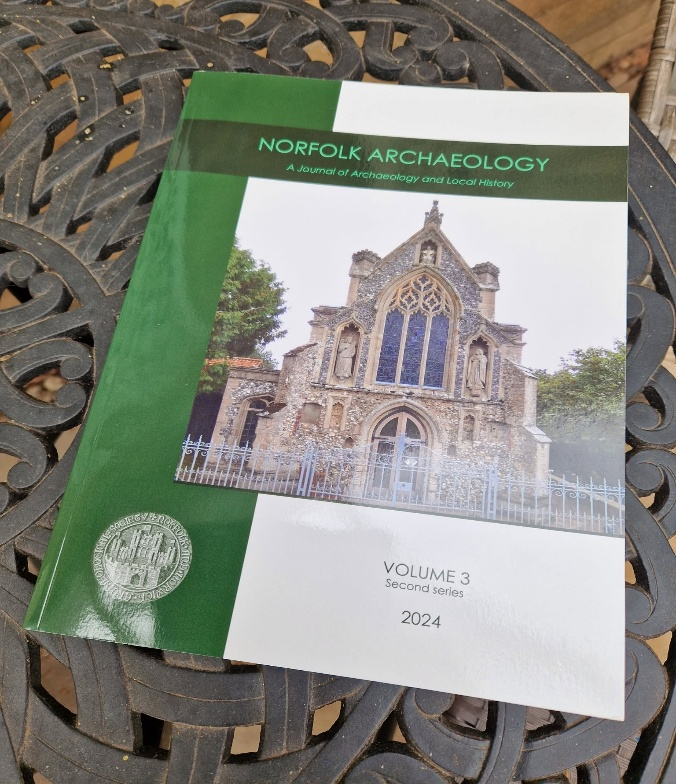 NORFOLK ARCHAEOLOGY
A Journal of Archaeology and Local History
VOLUME 3
Second series
2024